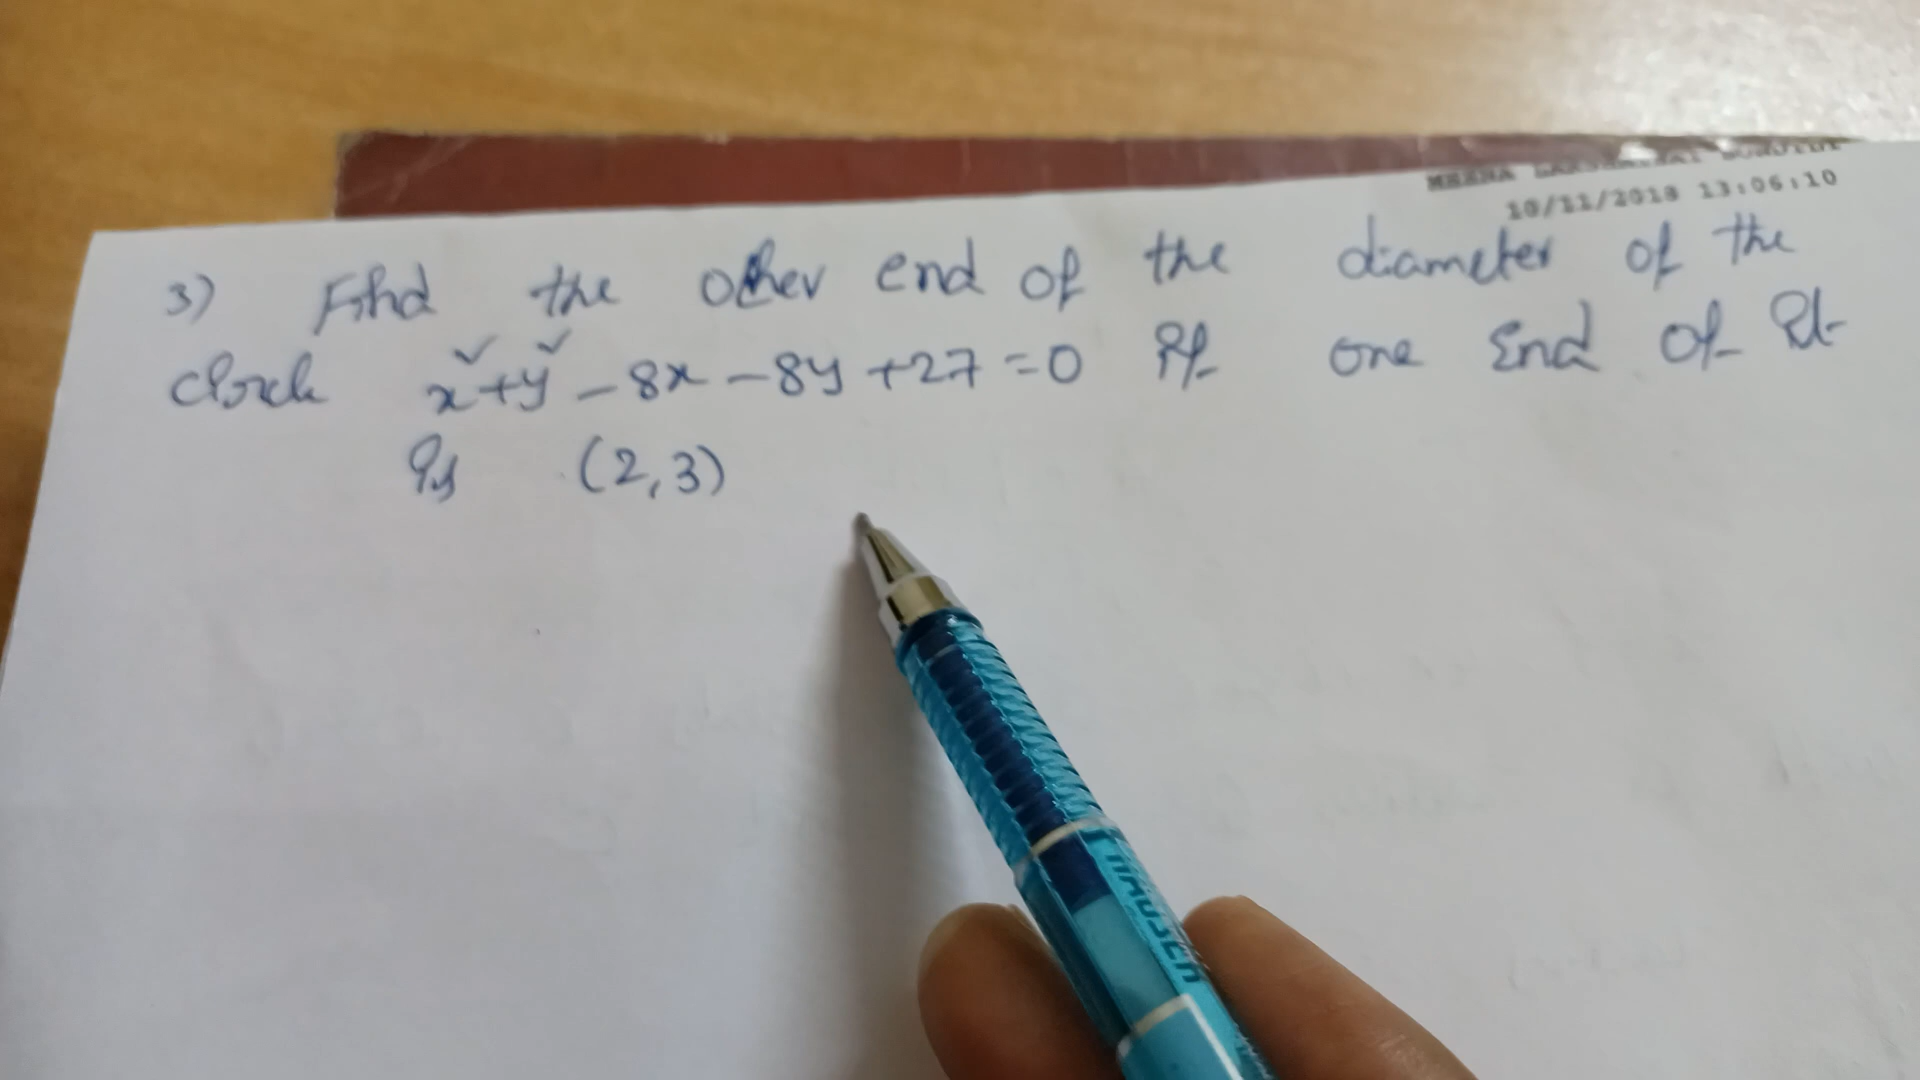 10/11/2018 13:06:10
3) Find the other end of the diameter of the
circle x²+y² - 8x - 8y +27 = 0 if one end of it
is (2,3)
HAUSER